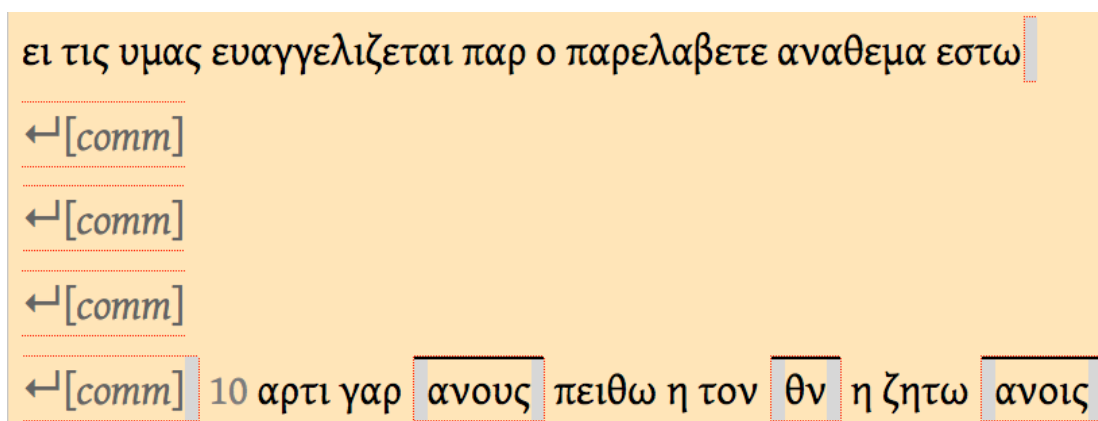 ει τις υμας ευαγγελιζεται παρ ο παρελαβετε αναθεμα εστω
↵[comm]
↵[comm]
↵[comm]
↵[comm] 10 αρτι γαρ ανους πειθω η τον θν η ζητω ανοις